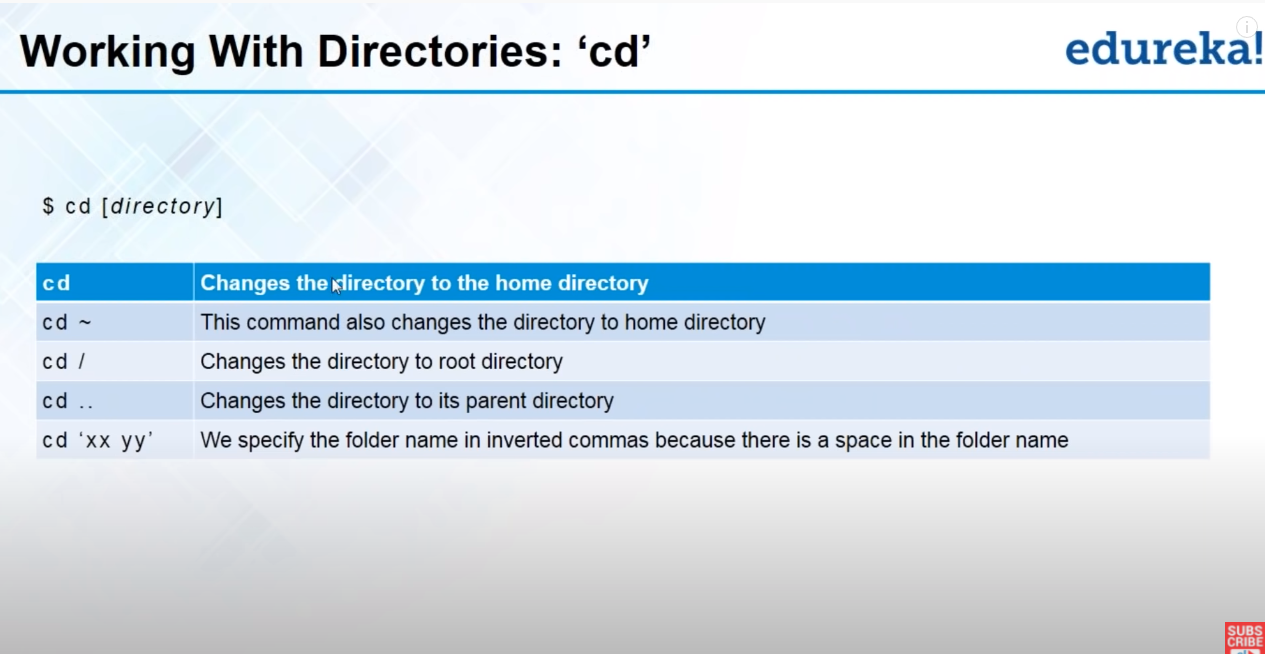 Working With Directories: ‘cd’
edureka!
$ cd [directory]
cd Changes the directory to the home directory
cd ~ This command also changes the directory to home directory
cd / Changes the directory to root directory
cd .. Changes the directory to its parent directory
cd ‘xx yy’ We specify the folder name in inverted commas because there is a space in the folder name
SUBS
CRIBE